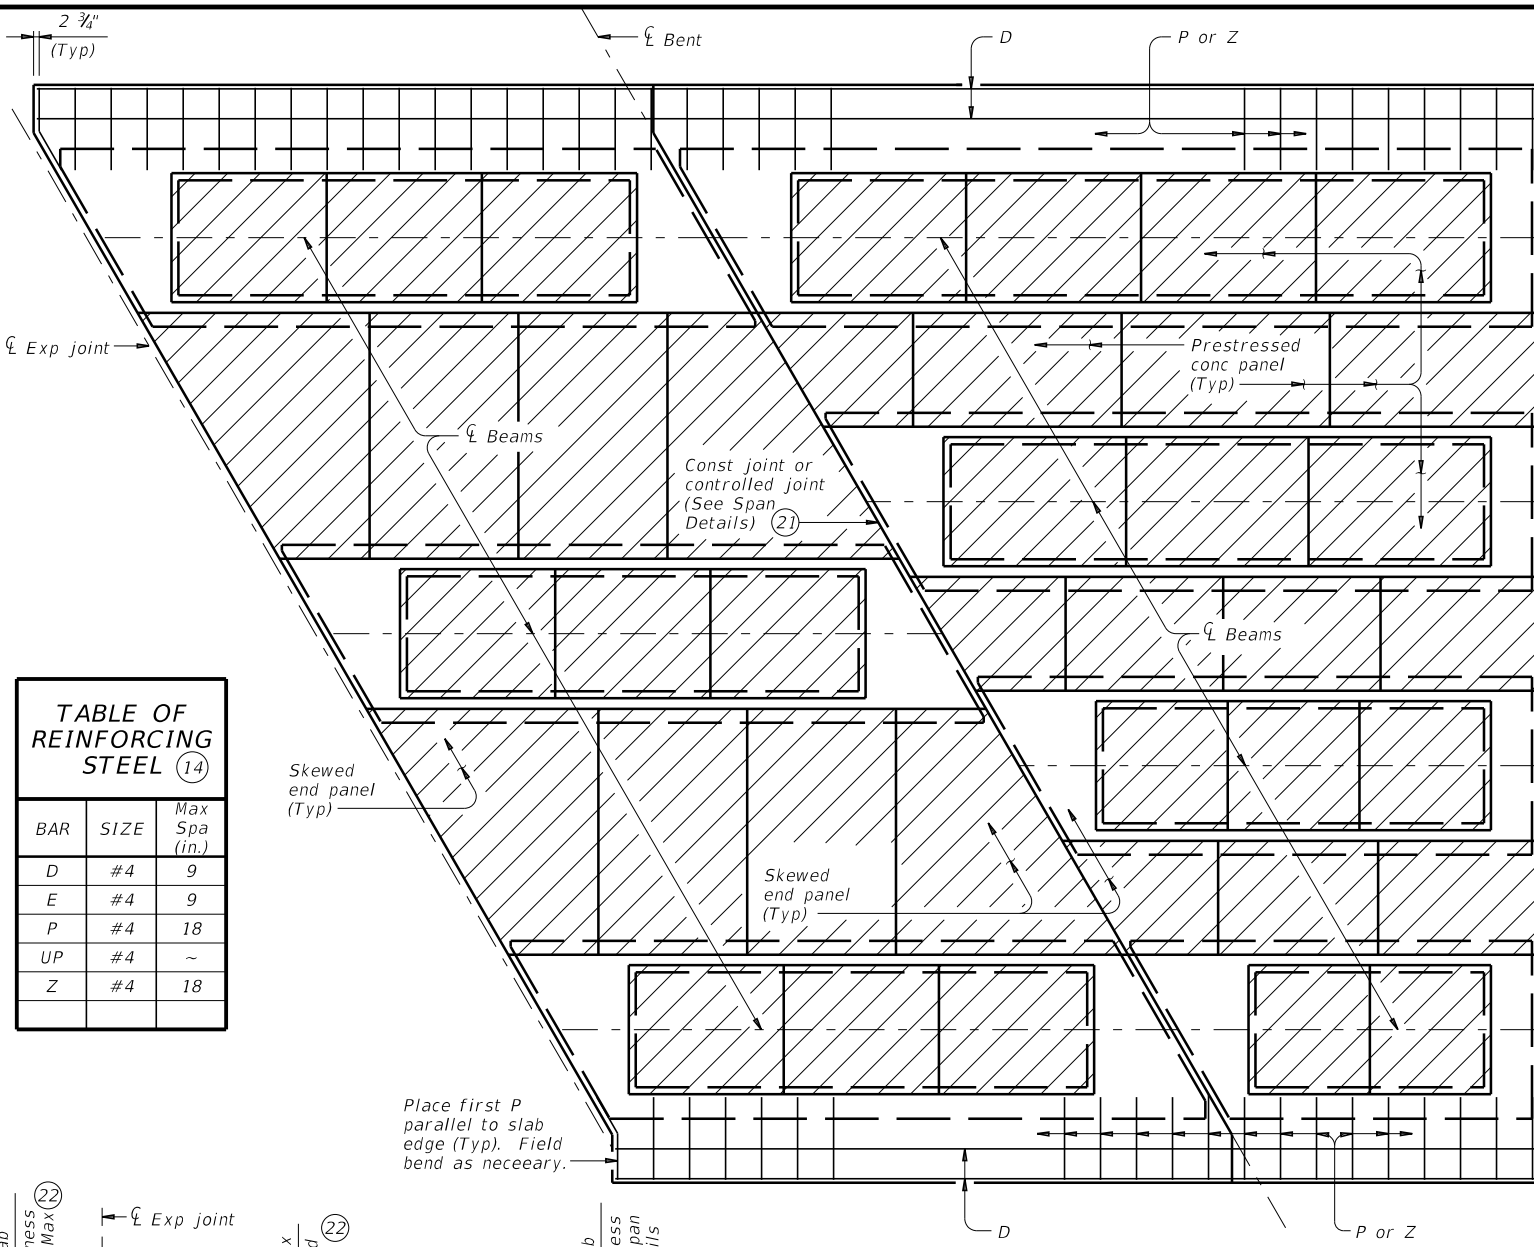 2 ¾"
(Typ)
℄ Bent
D
P or Z
℄ Exp joint
℄ Beams
Prestressed
conc panel
(Typ)
Const joint or
controlled joint
(See Span
Details) 21
℄ Beams
TABLE OF
REINFORCING
STEEL 14
BAR SIZE Max Spa (in.)
D #4 9
E #4 9
P #4 18
UP #4 ~
Z #4 18
Skewed
end panel
(Typ)
Skewed
end panel
(Typ)
Place first P
parallel to slab
edge (Typ). Field
bend as neceeary.
22
Max
℄ Exp joint
22
D
P or Z